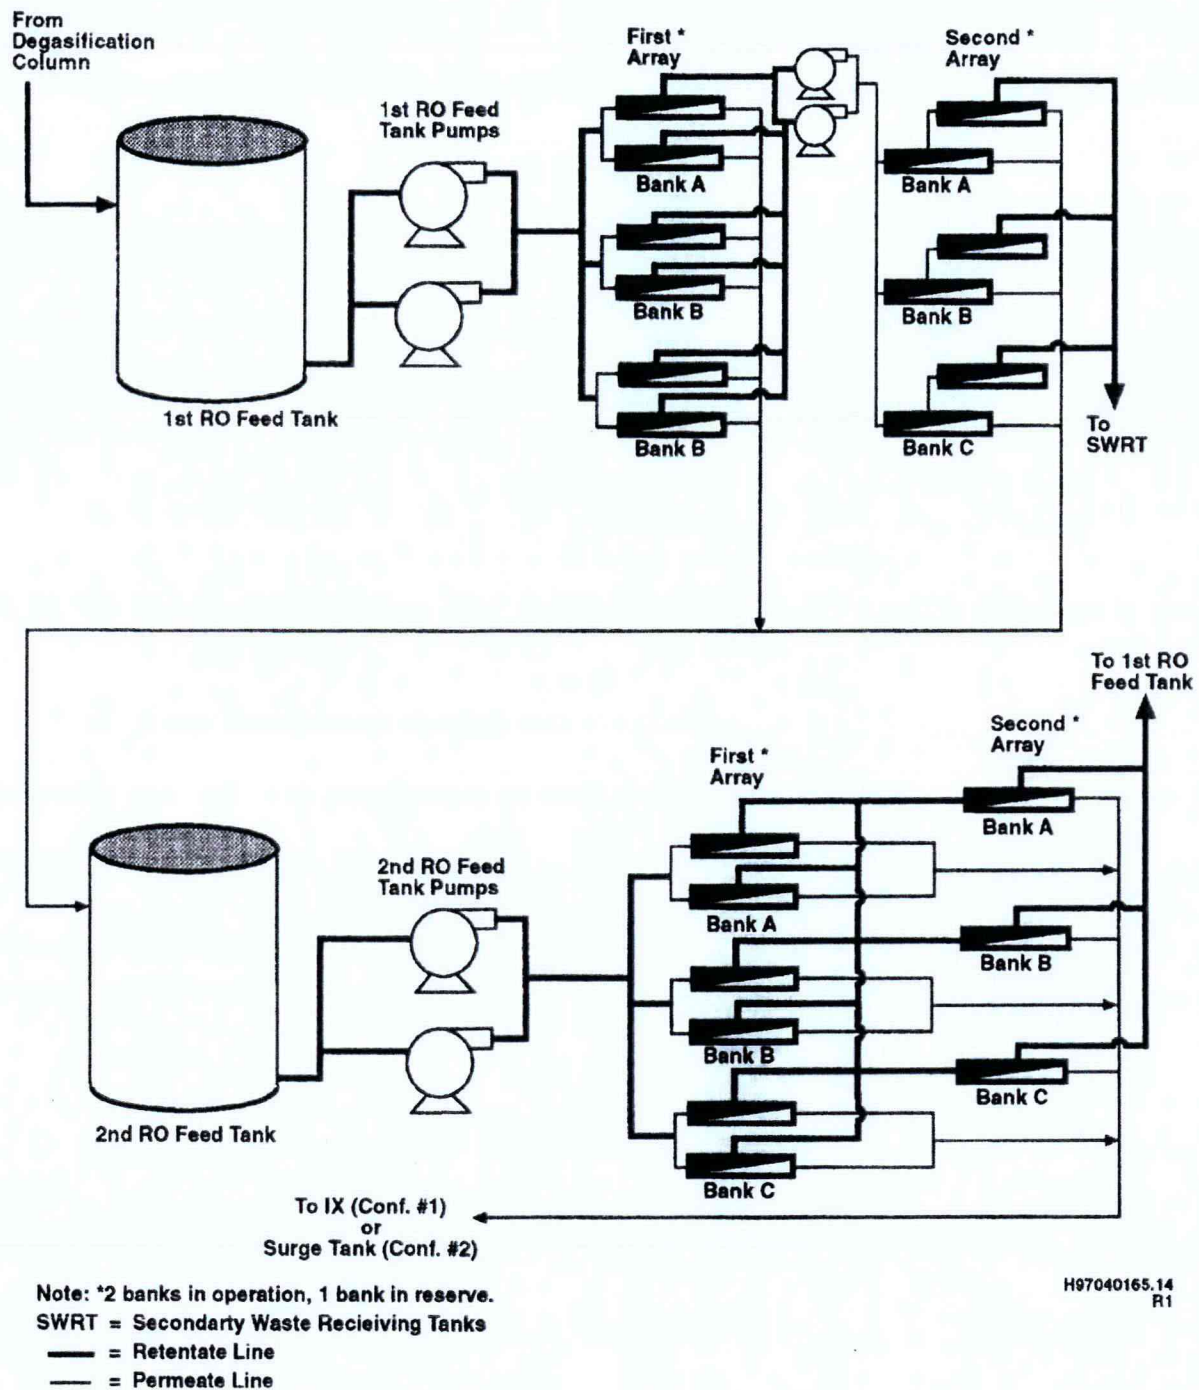 From
Degasification
Column
1st RO Feed
Tank Pumps
First *
Array
Second *
Array
Bank A
Bank B
Bank B
Bank A
Bank B
Bank C
1st RO Feed Tank
To
SWRT
To 1st RO
Feed Tank
First *
Array
Second *
Array
2nd RO Feed
Tank Pumps
Bank A
Bank B
Bank C
Bank A
Bank B
Bank C
2nd RO Feed Tank
To IX (Conf. #1)
or
Surge Tank (Conf. #2)
Note: *2 banks in operation, 1 bank in reserve.
SWRT = Secondarty Waste Recieiving Tanks
= Retentate Line
= Permeate Line
H97040165.14
R1